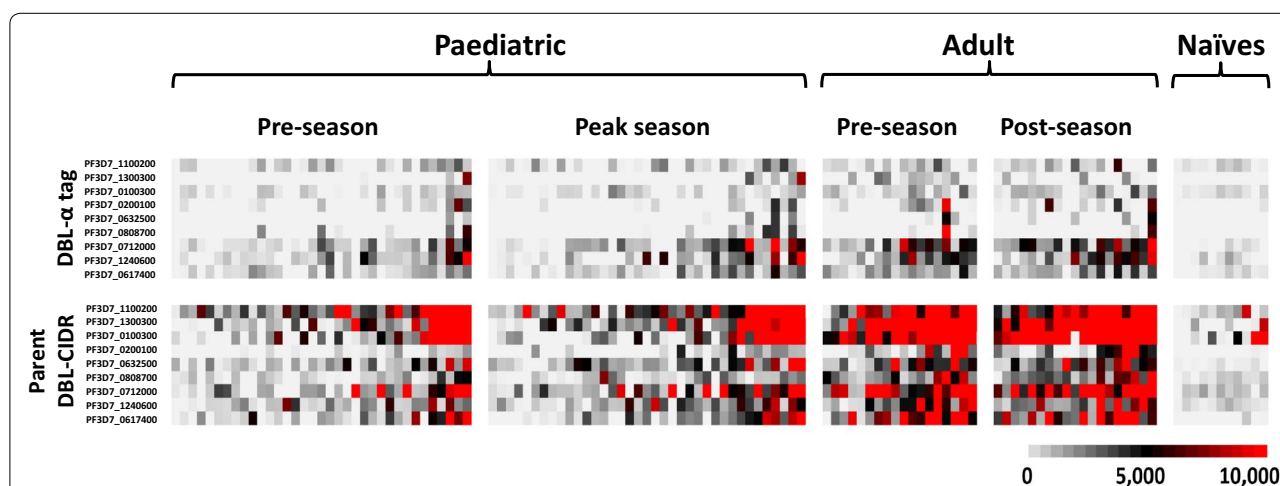 Paediatric Adult Naïves
Pre-season Peak season Pre-season Post-season
DBL-α tag
PF3D7_1100200
PF3D7_1300300
PF3D7_0100300
PF3D7_0200100
PF3D7_0632500
PF3D7_0808700
PF3D7_0712000
PF3D7_1240600
PF3D7_0617400
Parent
DBL-CIDR
PF3D7_1100200
PF3D7_1300300
PF3D7_0100300
PF3D7_0200100
PF3D7_0632500
PF3D7_0808700
PF3D7_0712000
PF3D7_1240600
PF3D7_0617400
0 5,000 10,000